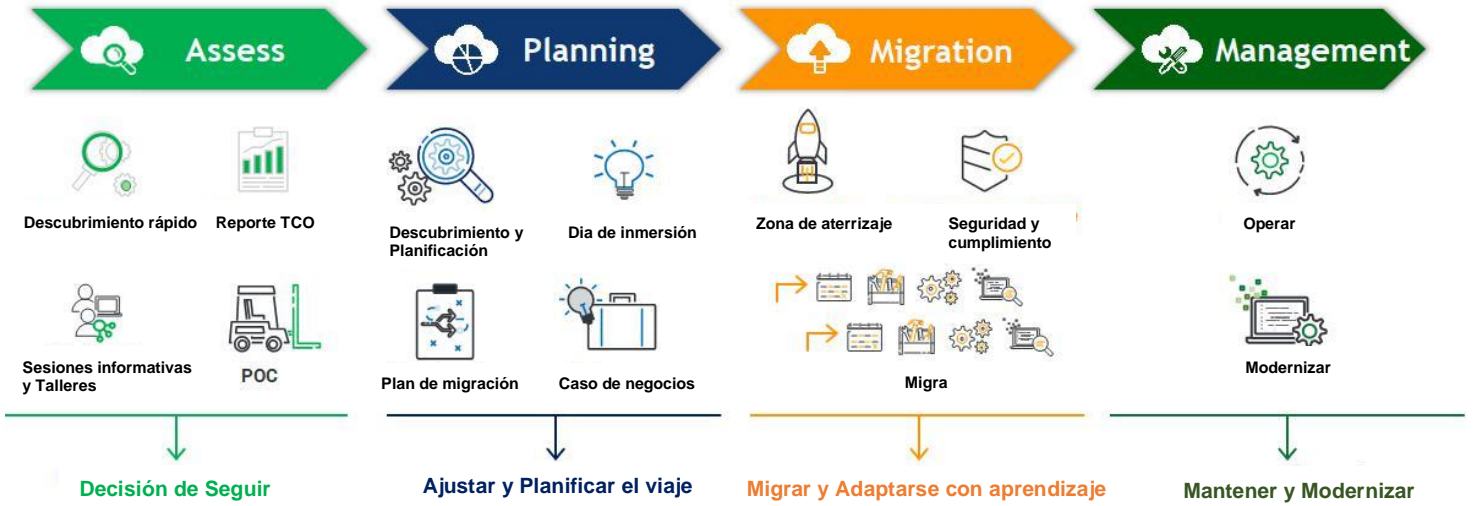 Assess
Planning
Migration
Management
Descubrimiento rápido
Reporte TCO
Descubrimiento y
Planificación
Dia de inmersión
Zona de aterrizaje
Seguridad y
cumplimiento
Operar
Sesiones informativas
y Talleres
POC
Plan de migración
Caso de negocios
Migra
Modernizar
Decisión de Seguir
Ajustar y Planificar el viaje
Migrar y Adaptarse con aprendizaje
Mantener y Modernizar